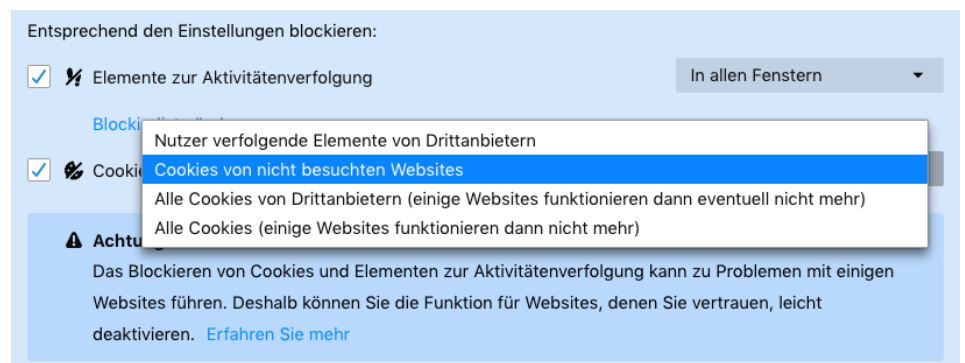 Entsprechend den Einstellungen blockieren:
Elemente zur Aktivitätenverfolgung
In allen Fenstern
Nutzer verfolgende Elemente von Drittanbietern
Cookies von nicht besuchten Websites
Alle Cookies von Drittanbietern (einige Websites funktionieren dann eventuell nicht mehr)
Alle Cookies (einige Websites funktionieren dann nicht mehr)
Das Blockieren von Cookies und Elementen zur Aktivitätenverfolgung kann zu Problemen mit einigen
Websites führen. Deshalb können Sie die Funktion für Websites, denen Sie vertrauen, leicht
deaktivieren. Erfahren Sie mehr